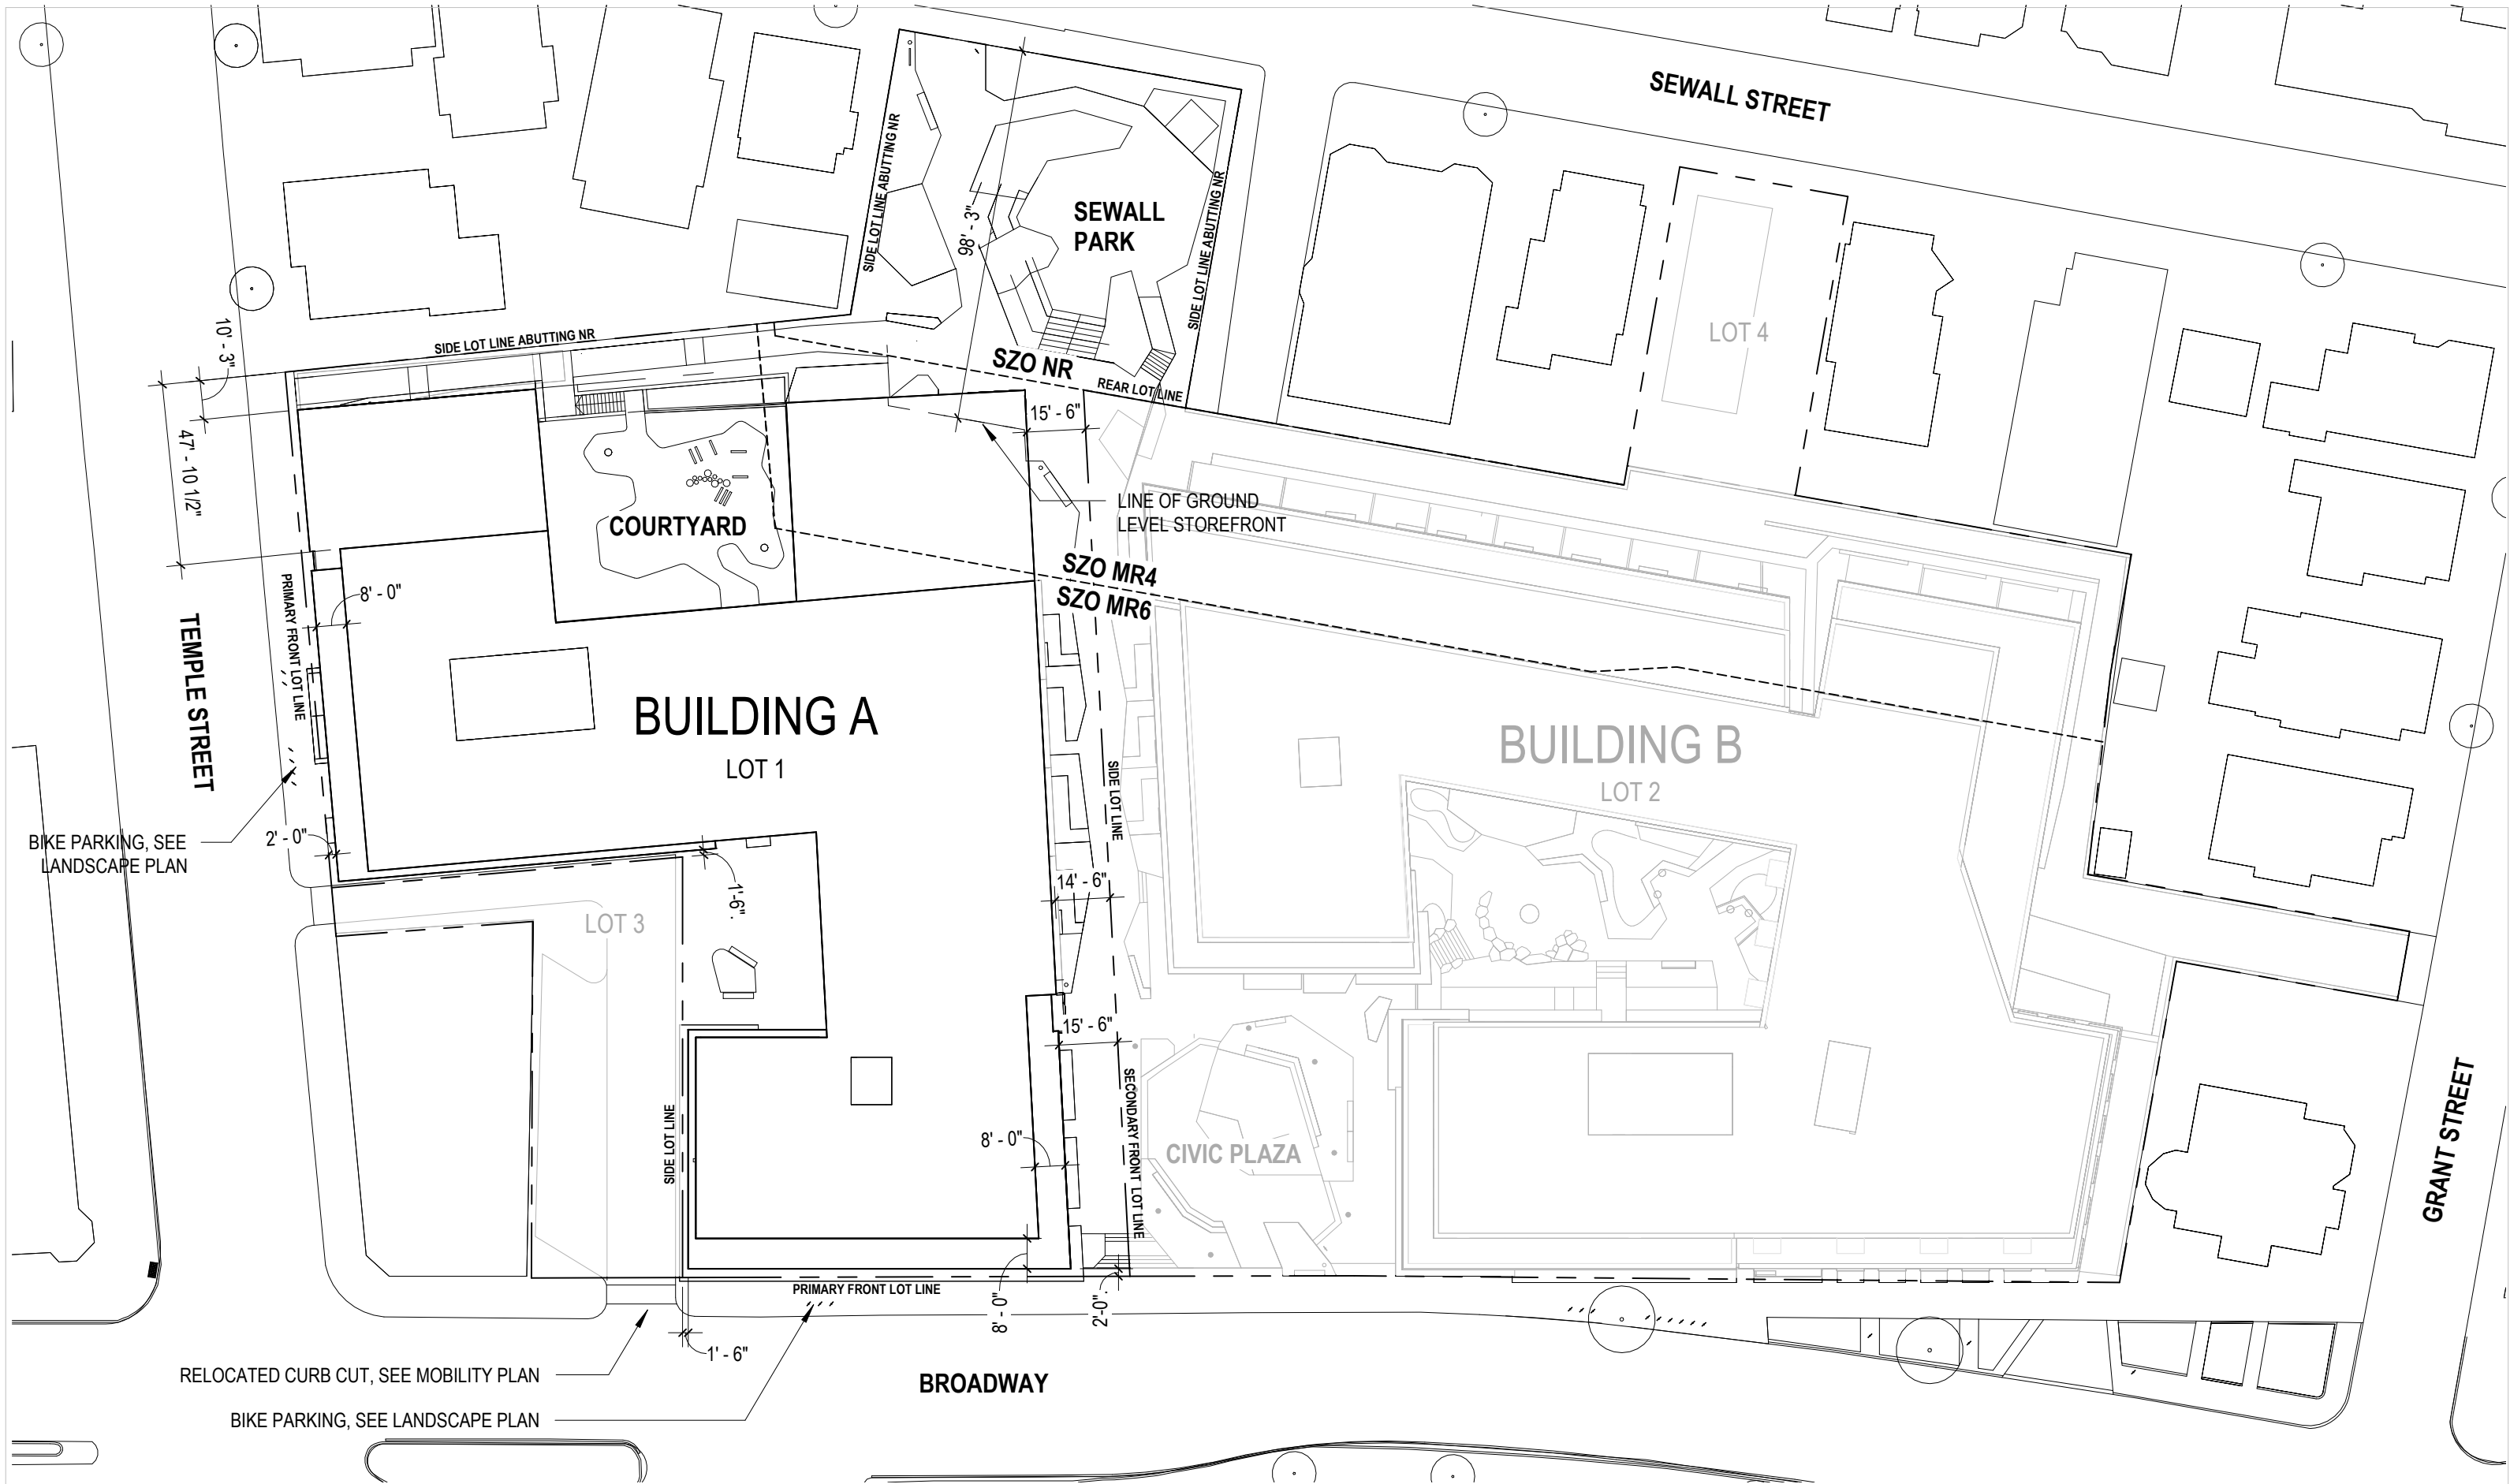 SEWALL STREET
SIDE LOT LINE ABUTTING NR
98' - 3"
SEWALL
PARK
SIDE LOT LINE ABUTTING NR
LOT 4
10' - 3"
SIDE LOT LINE ABUTTING NR
SZO NR
REAR LOT LINE
15' - 6"
47' - 10 1/2"
LINE OF GROUND
LEVEL STOREFRONT
COURTYARD
SZO MR4
SZO MR6
8' - 0"
PRIMARY FRONT LOT LINE
TEMPLE STREET
BUILDING A
LOT 1
BUILDING B
LOT 2
SIDE LOT LINE
BIKE PARKING, SEE
LANDSCAPE PLAN
2' - 0"
1'-6".
14' - 6"
LOT 3
15' - 6"
SECONDARY FRONT LOT LINE
SIDE LOT LINE
8' - 0"
CIVIC PLAZA
GRANT STREET
PRIMARY FRONT LOT LINE
8' - 0"
2'-0".
1' - 6"
RELOCATED CURB CUT, SEE MOBILITY PLAN
BROADWAY
BIKE PARKING, SEE LANDSCAPE PLAN